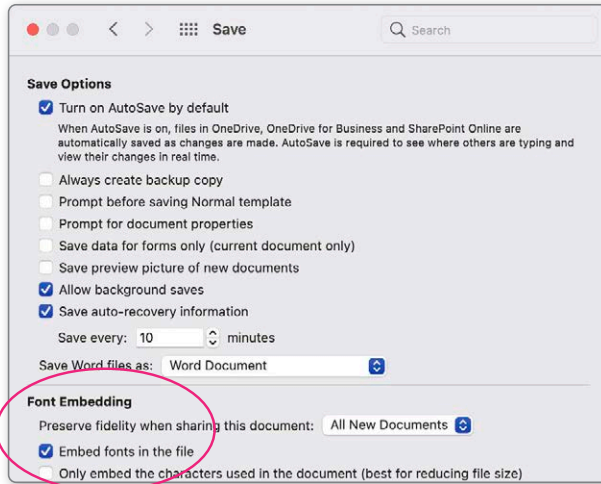 Save
Search
Save Options
Turn on AutoSave by default
When AutoSave is on, files in OneDrive, OneDrive for Business and SharePoint Online are
automatically saved as changes are made. AutoSave is required to see where others are typing and
view their changes in real time.
Always create backup copy
Prompt before saving Normal template
Prompt for document properties
Save data for forms only (current document only)
Save preview picture of new documents
Allow background saves
Save auto-recovery information
Save every: 10 minutes
Save Word files as: Word Document
Font Embedding
Preserve fidelity when sharing this document: All New Documents
Embed fonts in the file
Only embed the characters used in the document (best for reducing file size)